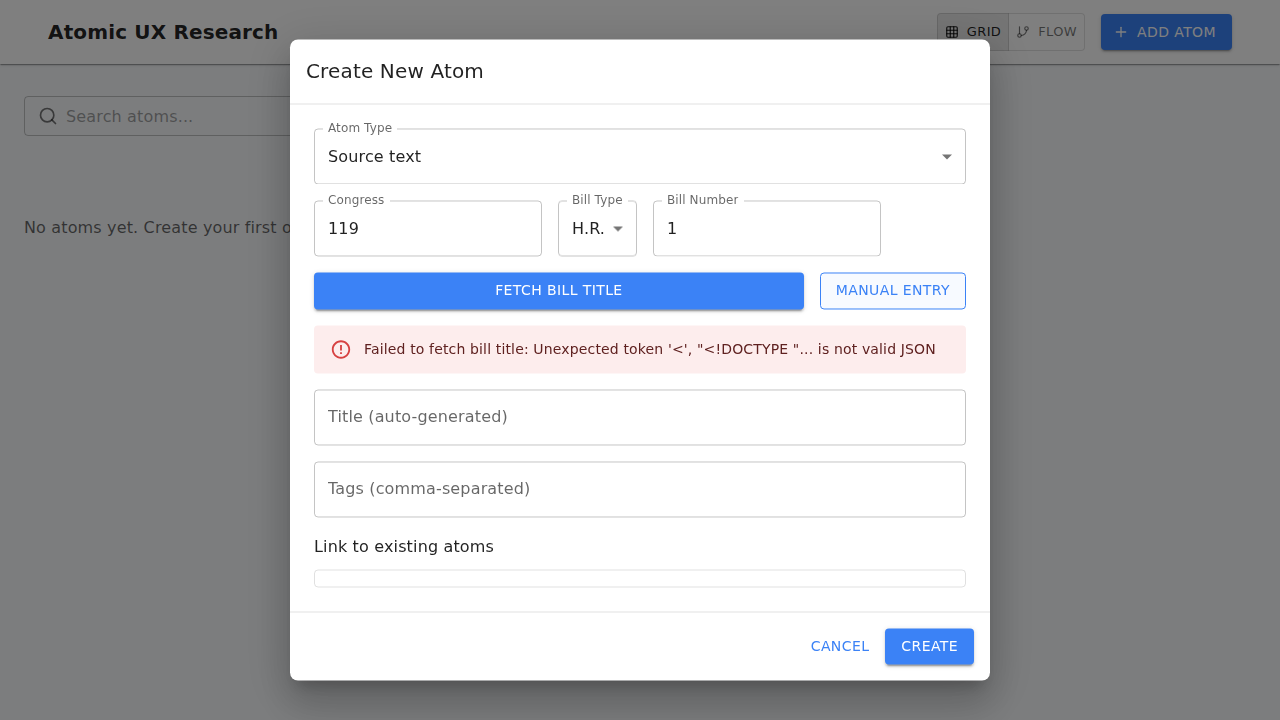 Atomic UX Research
GRID
FLOW
ADD ATOM
Create New Atom
Search atoms...
Atom Type
Source text
Congress
119
Bill Type
H.R.
Bill Number
1
No atoms yet. Create your first
FETCH BILL TITLE
MANUAL ENTRY
Failed to fetch bill title: Unexpected token '<', "<!DOCTYPE "... is not valid JSON
Title (auto-generated)
Tags (comma-separated)
Link to existing atoms
CANCEL
CREATE